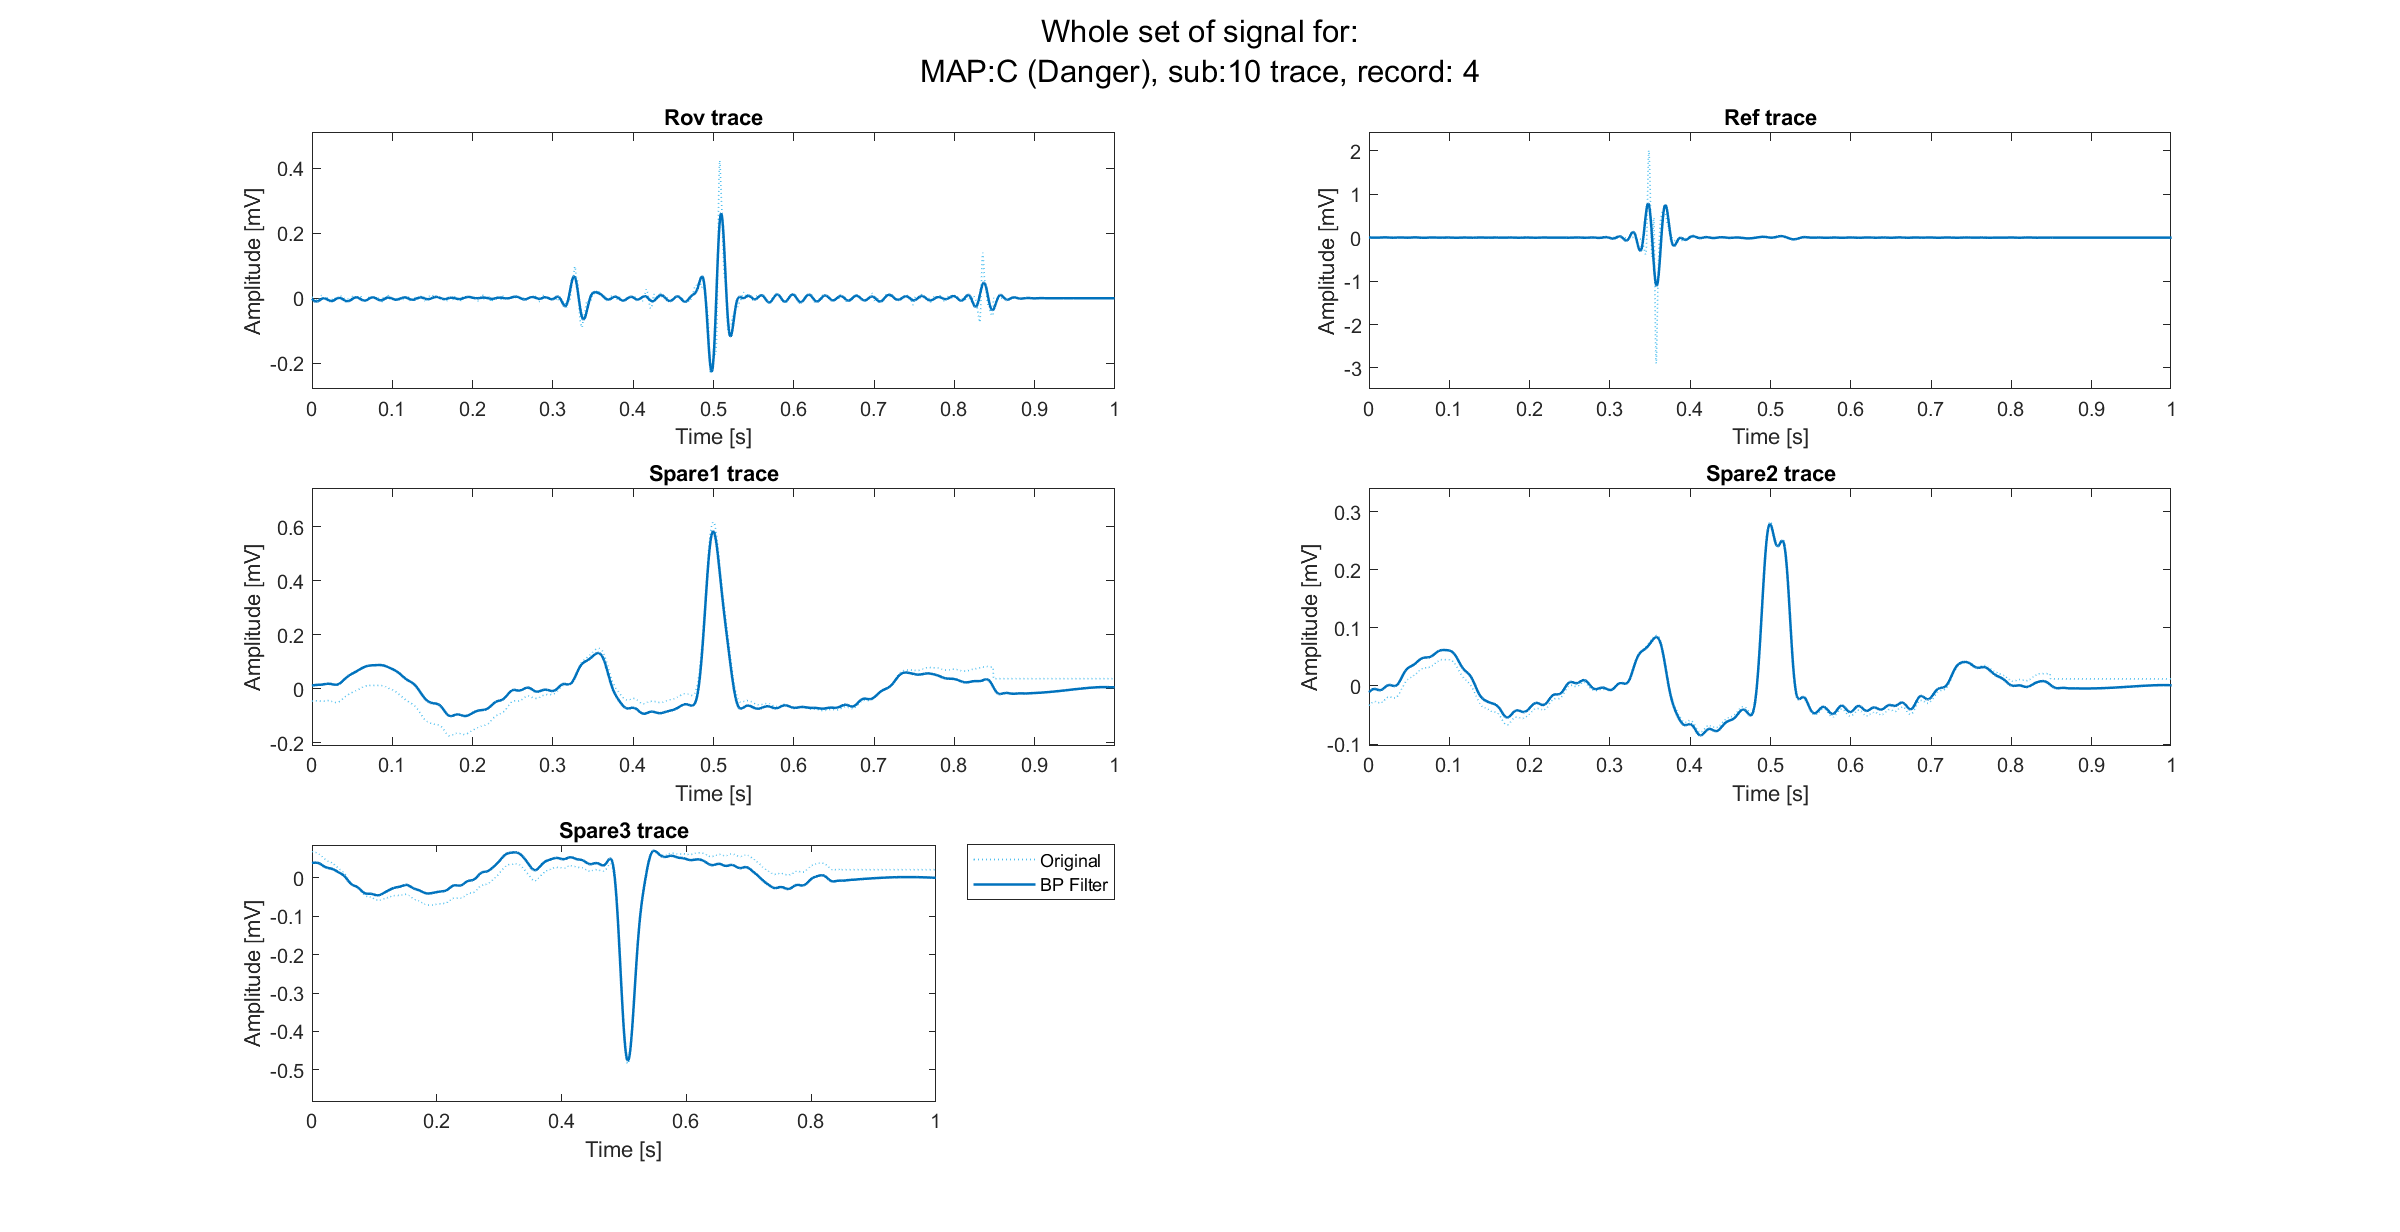 Whole set of signal for:
MAP:C (Danger), sub:10 trace, record: 4
Rov trace
Amplitude [mV]
0.4
0.2
0
-0.2
0 0.1 0.2 0.3 0.4 0.5 0.6 0.7 0.8 0.9 1
Time [s]
Ref trace
Amplitude [mV]
2
1
0
-1
-2
-3
0 0.1 0.2 0.3 0.4 0.5 0.6 0.7 0.8 0.9 1
Time [s]
Spare1 trace
Amplitude [mV]
0.6
0.4
0.2
0
-0.2
0 0.1 0.2 0.3 0.4 0.5 0.6 0.7 0.8 0.9 1
Time [s]
Spare2 trace
Amplitude [mV]
0.3
0.2
0.1
0
-0.1
0 0.1 0.2 0.3 0.4 0.5 0.6 0.7 0.8 0.9 1
Time [s]
Spare3 trace
Amplitude [mV]
0
-0.1
-0.2
-0.3
-0.4
-0.5
0 0.2 0.4 0.6 0.8 1
Time [s]
Original
BP Filter